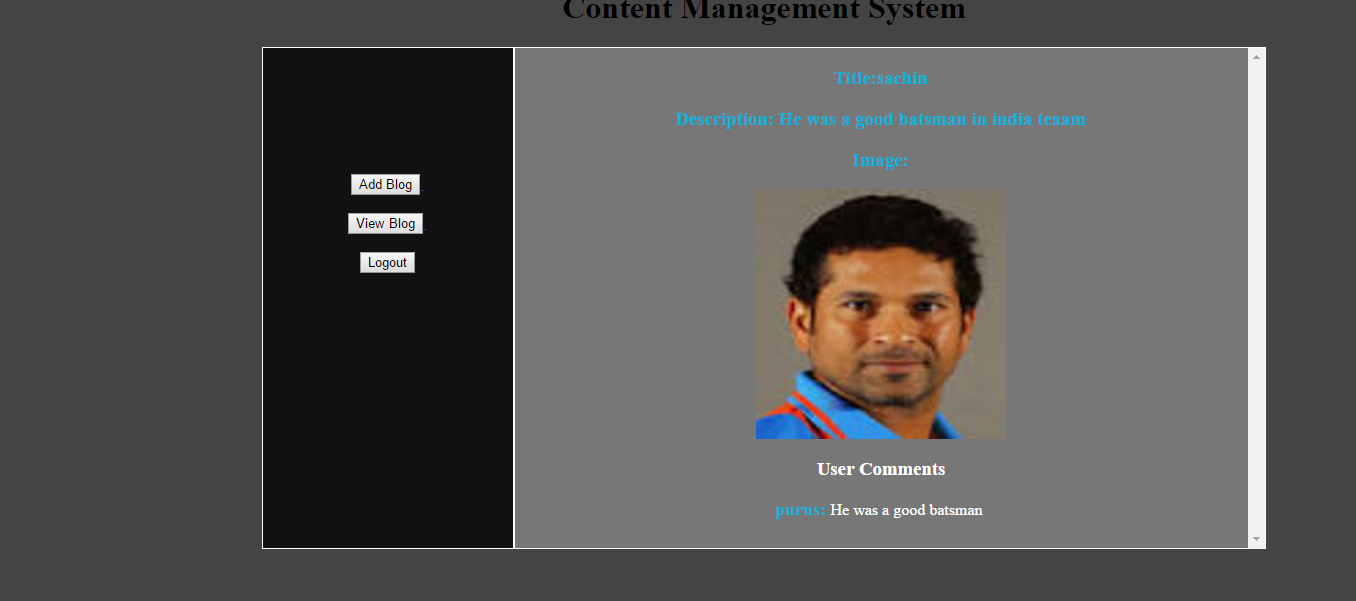 Content Management System
Add Blog
View Blog
Logout
Title:sachin
Description: He was a good batsman in india teaam
Image:
User Comments
purus: He was a good batsman